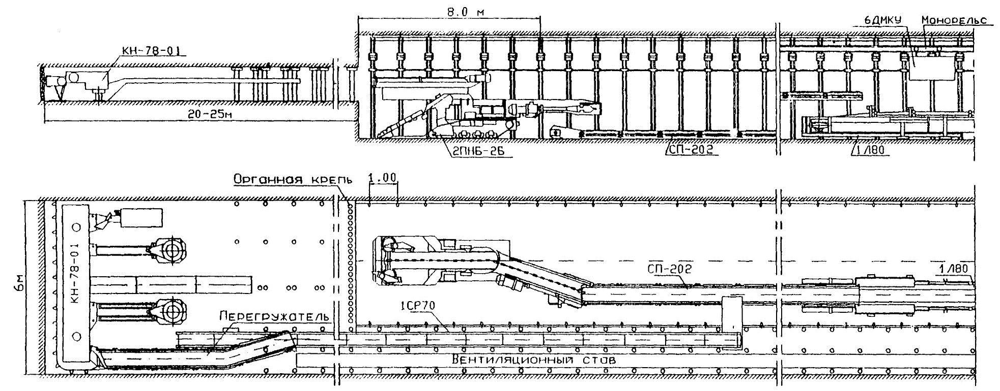 8.0 м
6ДМКУ
Монорельс
КН-78-01
20-25м
2ПНБ-2Б
СП-202
1Л80
Органная крепь
1.00
6м
КН-78-01
СП-202
1Л80
1СР70
Перегружатель
Вентиляционный став